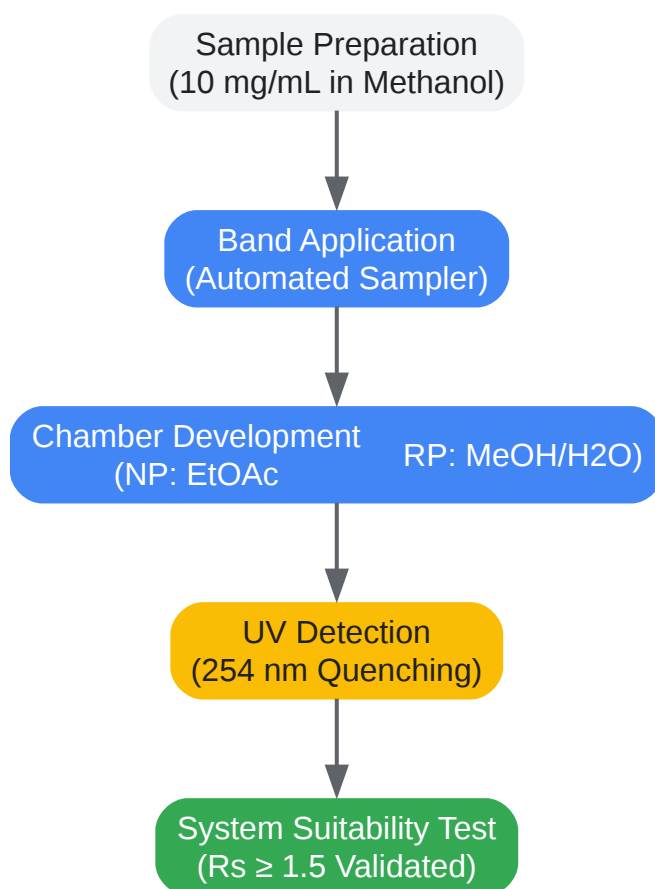 Sample Preparation
(10 mg/mL in Methanol)
Band Application
(Automated Sampler)
Chamber Development
(NP: EtOAc
RP: MeOH/H2O)
UV Detection
(254 nm Quenching)
System Suitability Test
(Rs ≥ 1.5 Validated)